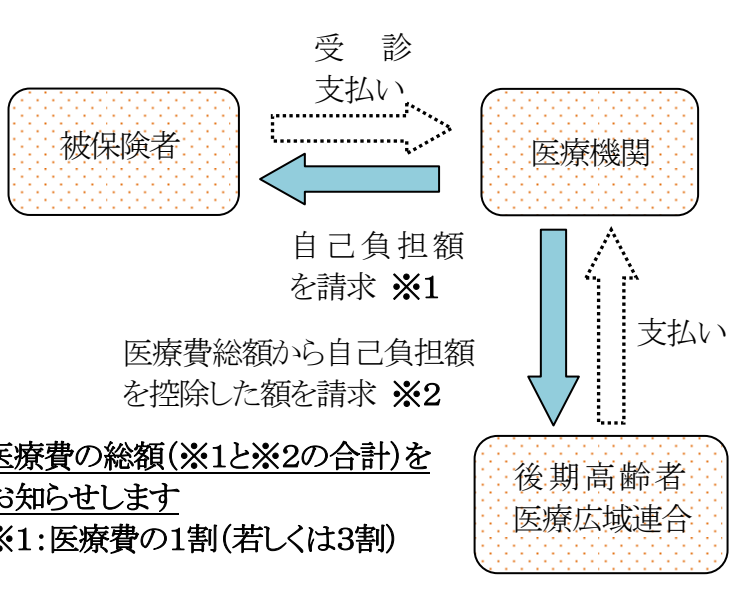 受　診
支払い
被保険者
医療機関
自己負担額
を請求 ※1
支払い
医療費総額から自己負担額
を控除した額を請求 ※2
医療費の総額(※1と※2の合計)を
お知らせします
※1:医療費の1割(若しくは3割)
後期高齢者
医療広域連合